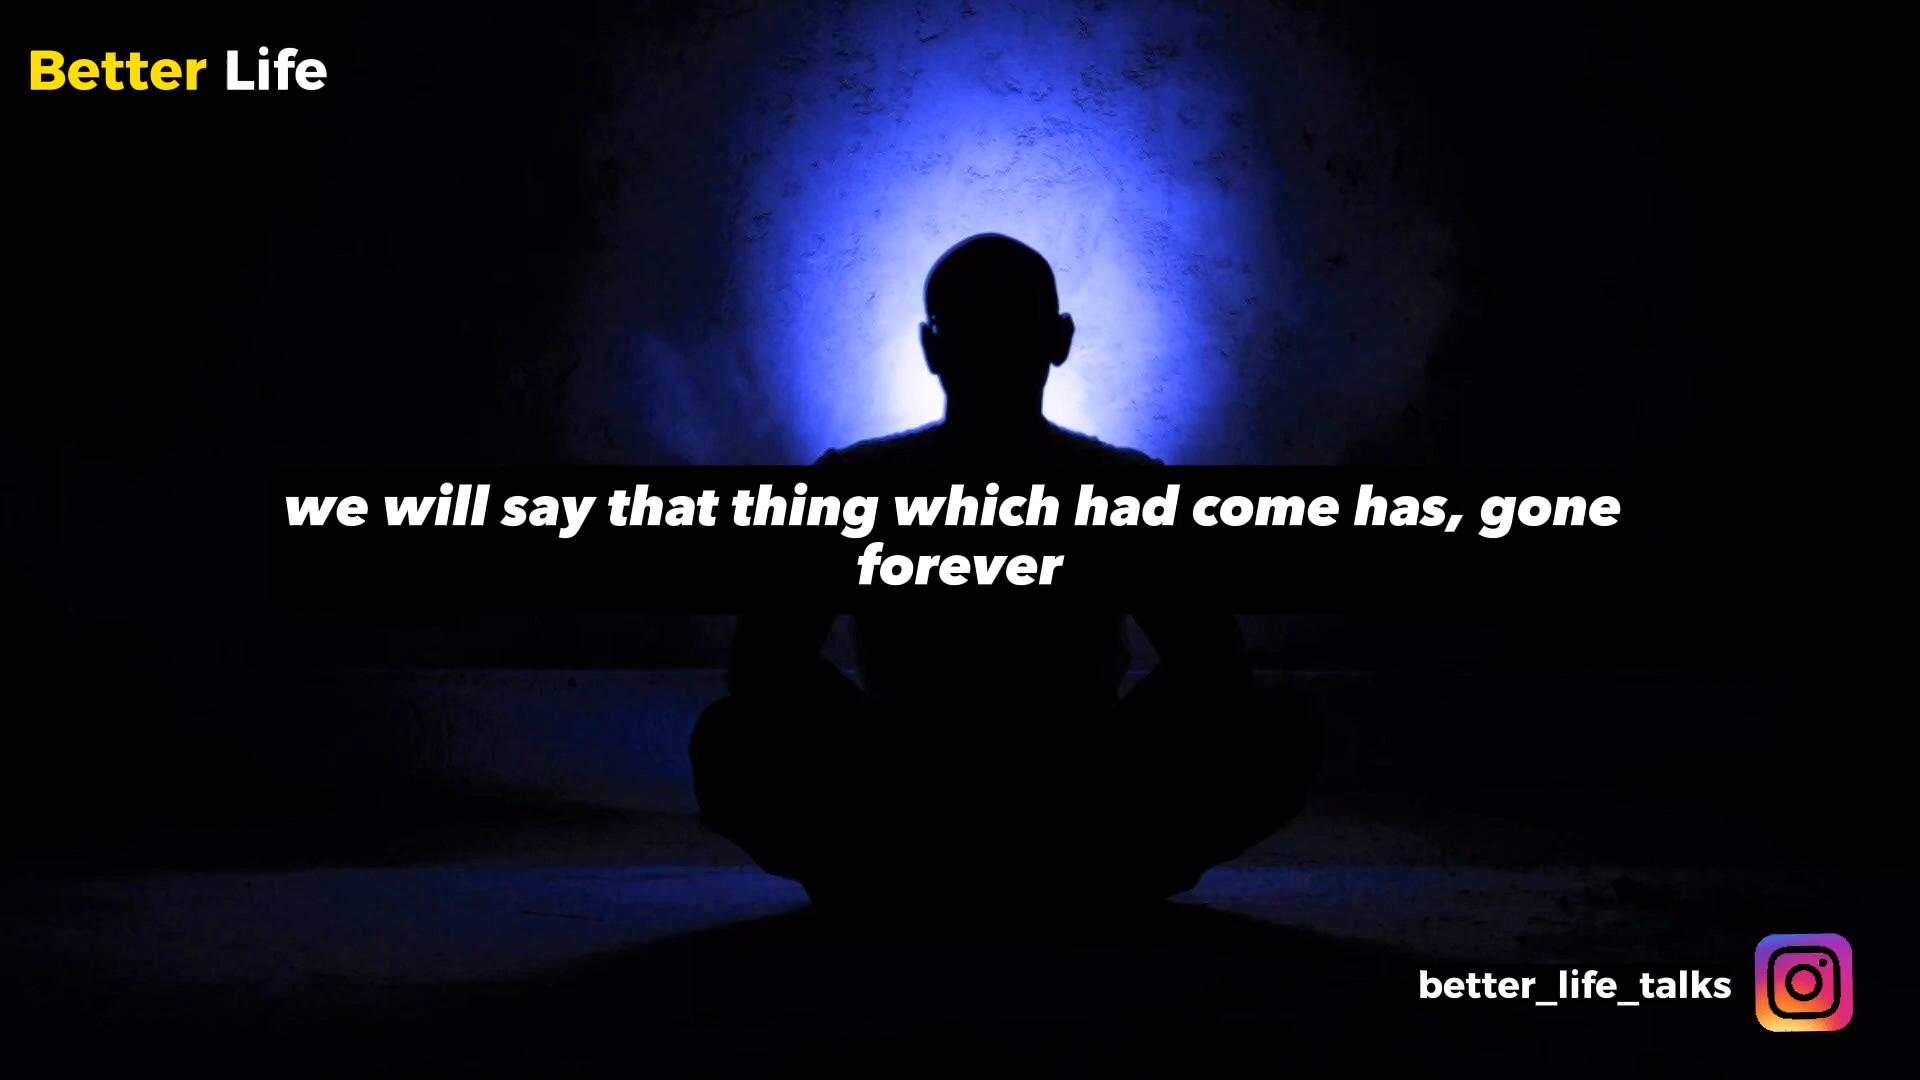 Better Life
we will say that thing which had come has, gone
forever
better_life_talks